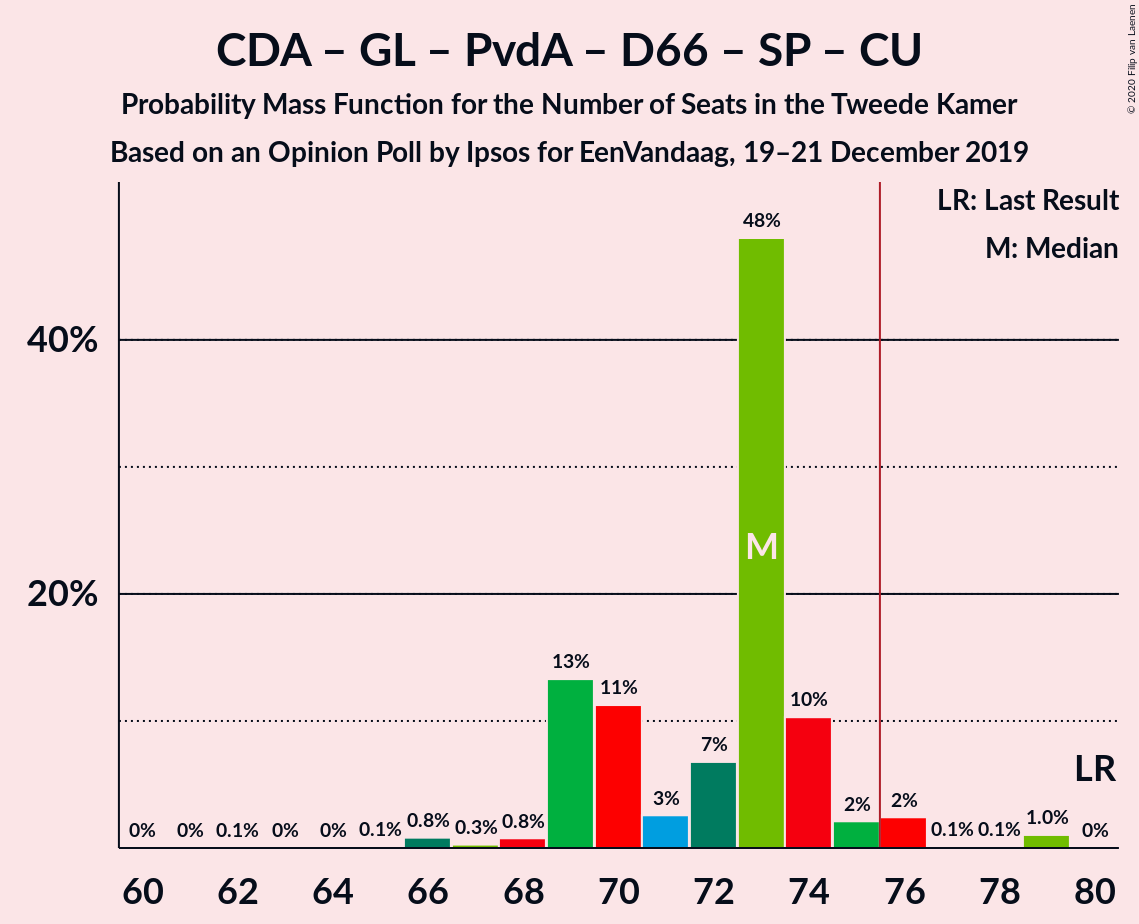 CDA – GL – PvdA – D66 – SP – CU
Probability Mass Function for the Number of Seats in the Tweede Kamer
Based on an Opinion Poll by Ipsos for EenVandaag, 19–21 December 2019
© 2020 Filip van Laenen
LR: Last Result
M: Median
48%
40%
M
20%
13%
11%
10%
7%
LR
3%
2%
2%
0% 0% 0.1% 0% 0% 0.1% 0.8% 0.3% 0.8% 0.1% 0.1% 1.0% 0%
60 62 64 66 68 70 72 74 76 78 80